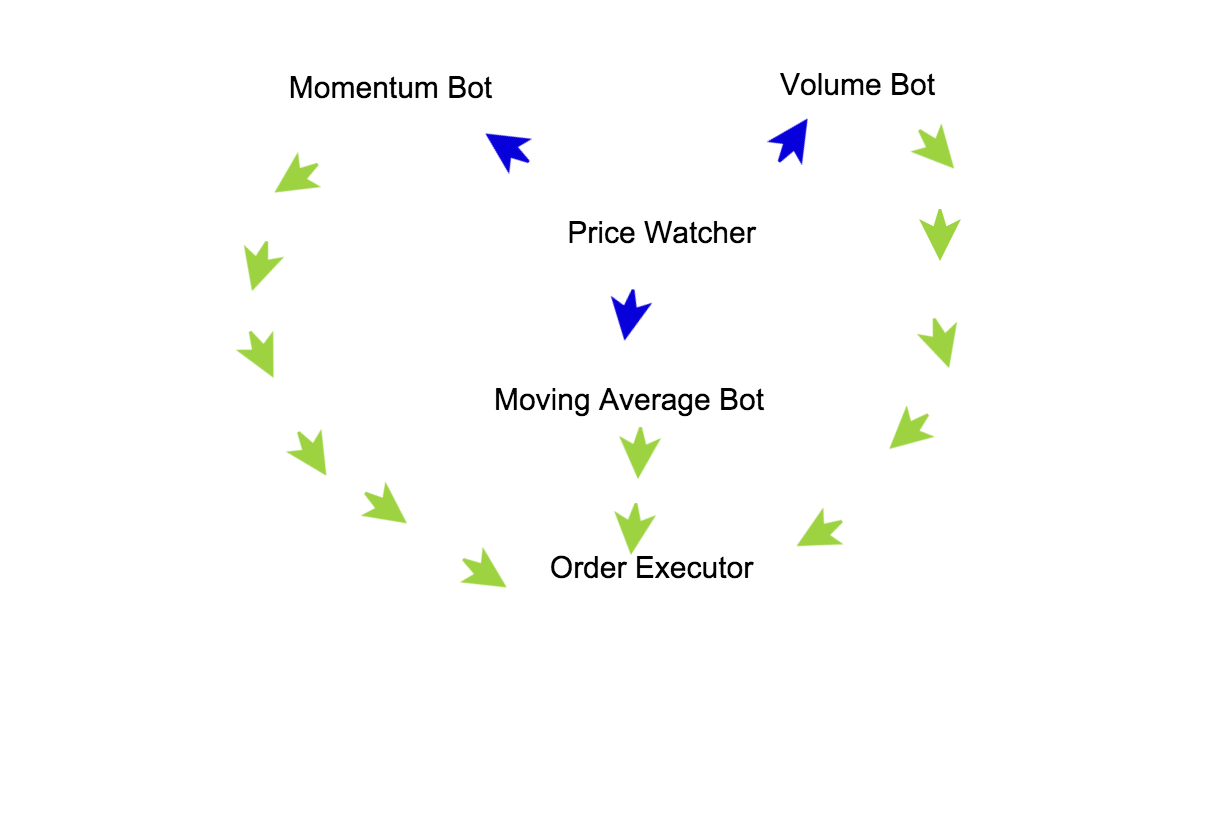 Momentum Bot
Volume Bot
Price Watcher
Moving Average Bot
Order Executor